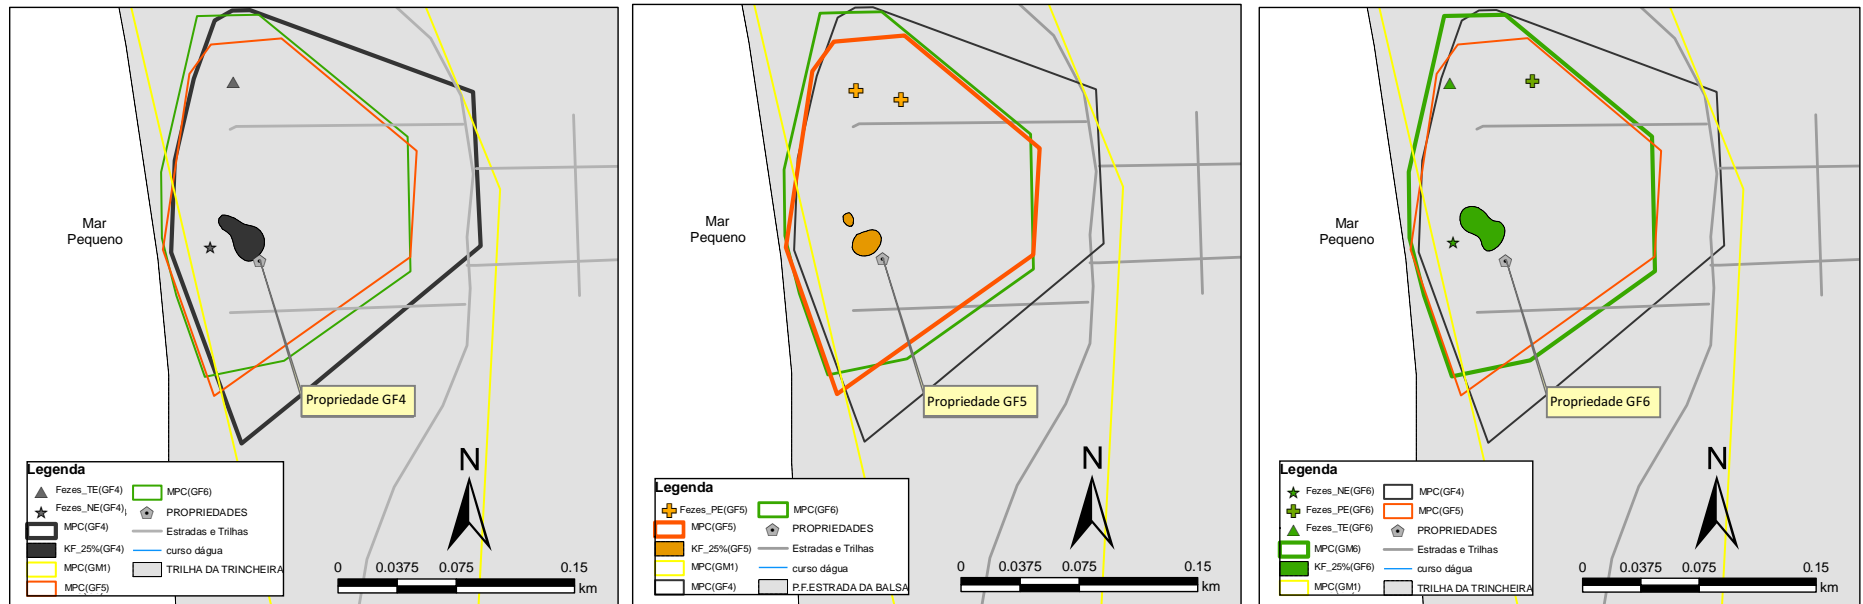 Mar
Pequeno
Propriedade GF4
N
Legenda
Fezes_TE(GF4)
MPC(GF6)
Fezes_NE(GF4)
PROPRIEDADES
MPC(GF4)
Estradas e Trilhas
KF_25%(GF4)
curso dágua
MPC(GM1)
TRILHA DA TRINCHEIRA
MPC(GF5)
0 0.0375 0.075 0.15
km
Mar
Pequeno
Propriedade GF5
N
Legenda
Fezes_PE(GF5)
MPC(GF6)
MPC(GF5)
PROPRIEDADES
KF_25%(GF5)
Estradas e Trilhas
MPC(GM1)
curso dágua
MPC(GF4)
P.F.ESTRADA DA BALSA
0 0.0375 0.075 0.15
km
Mar
Pequeno
Propriedade GF6
N
Legenda
Fezes_NE(GF6)
MPC(GF4)
Fezes_PE(GF6)
MPC(GF5)
Fezes_TE(GF6)
PROPRIEDADES
MPC(GM6)
Estradas e Trilhas
KF_25%(GF6)
curso dágua
MPC(GM1)
TRILHA DA TRINCHEIRA
0 0.0375 0.075 0.15
km